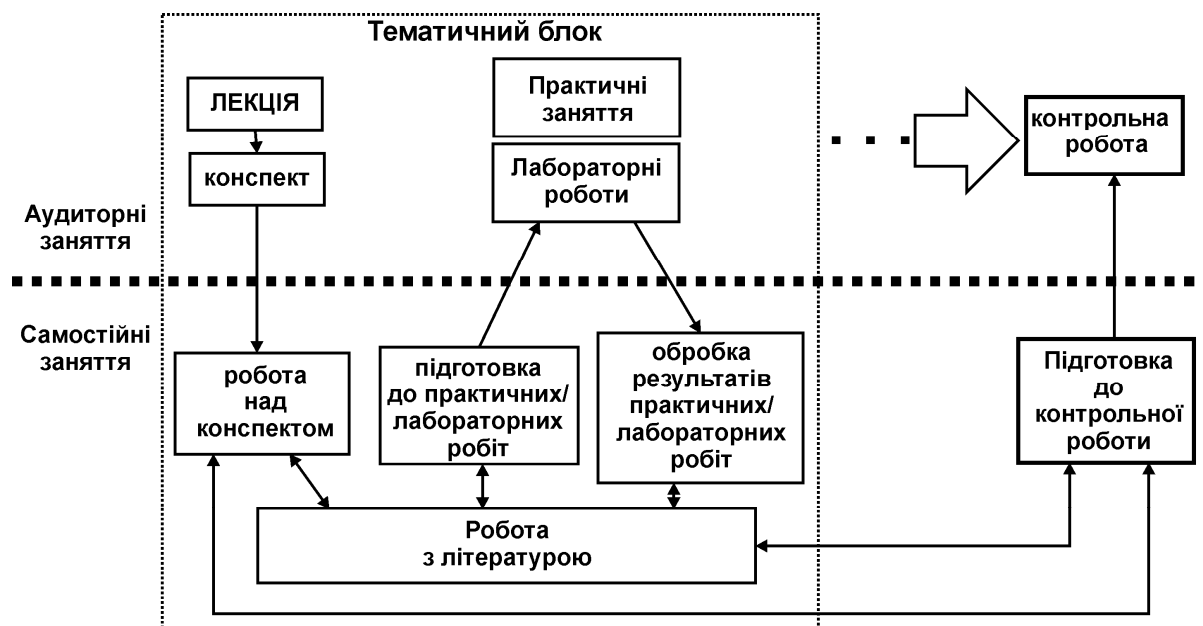 Тематичний блок
ЛЕКЦІЯ
конспект
Практичні
заняття
Лабораторні
роботи
контрольна
робота
Аудиторні
заняття
Самостійні
заняття
робота
над
конспектом
підготовка
до практичних/
лабораторних
робіт
обробка
результатів
практичних/
лабораторних
робіт
Підготовка
до
контрольної
роботи
Робота
з літературою